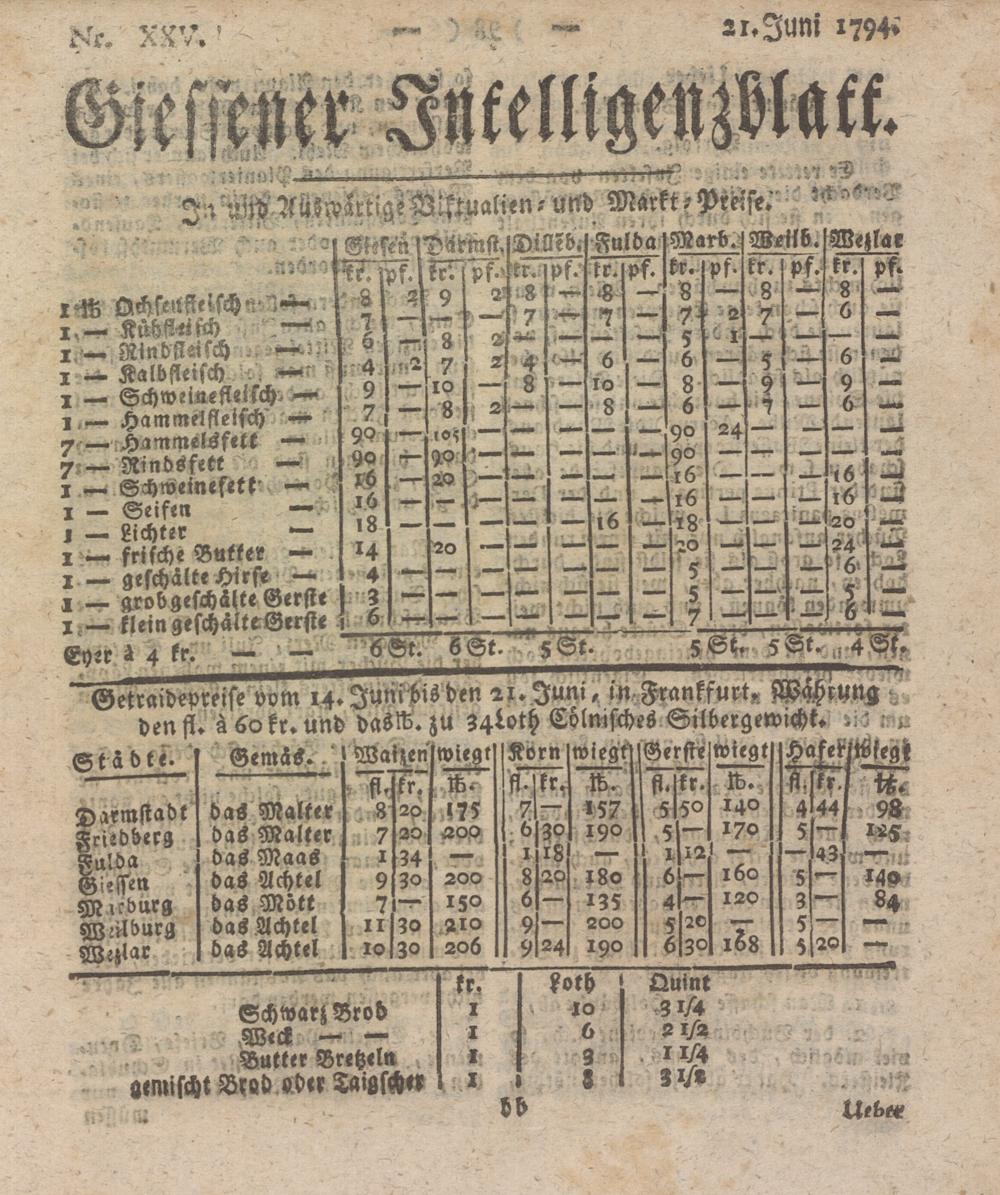 Nr. XXV. 21. Juni 1794.
Giessener Intelligenzblatt.
In und Auswärtige Viktualien- und Markt-Preise.
Giesen Darmst. Dillēb. Fulda Marb. Weilb. Wezlar
kr. pf. kr. pf. kr. pf. kr. pf. kr. pf. kr. pf. kr. pf.
1 ℔ Ochsenfleisch — 8 2 9 2 8 — 8 — 8 — 8 — 8 —
1 — Kühfleisch — 7 — — — 7 — 7 — 7 2 7 — 6 —
1 — Rindfleisch — 6 — 8 2 — — — — 5 1 — — — —
1 — Kalbfleisch — 4 2 7 2 4 — 6 — 6 — 5 — 6 —
1 — Schweinefleisch — 9 — 10 — 8 — 10 — 8 — 9 — 9 —
1 — Hammelfleisch — 7 — 8 2 — — 8 — 6 — 7 — 6 —
7 — Hammelsfett — 90 — 105 — — — — — 90 24 — — — —
7 — Rindsfett — 90 — 90 — — — — — 90 — — — — —
1 — Schweinefett — 16 — 20 — — — — — 16 — — — 16 —
1 — Seifen — 16 — — — — — — — 16 — — — 16 —
1 — Lichter — 18 — — — — — 16 — 18 — — — 20 —
1 — frische Butter — 14 20 — — — — — 20 — — — 24 —
1 — geschälte Hirse — 4 — — — — — — — 5 — — — 6 —
1 — grobgeschälte Gerste 3 — — — — — — — 5 — — — 5 —
1 — klein geschälte Gerste 6 — — — — — — — 7 — — — 6 —
Eyer à 4 kr. — — 6 St. 6 St. 5 St. 5 St. 5 St. 4 St.
Getraidepreise vom 14. Juni bis den 21. Juni, in Frankfurt. Währung
den fl. à 60 kr. und das ℔. zu 34 Loth Cölnisches Silbergewicht.
Städte. Gemäs. Waizen wiegt Korn wiegt Gerste wiegt Hafer wiegt
fl. kr. ℔. fl. kr. ℔. fl. kr. ℔. fl. kr. ℔.
Darmstadt das Malter 8 20 175 7 — 157 5 50 140 4 44 98
Friedberg das Malter 7 20 200 6 30 190 5 — 170 5 — 125
Fulda das Maas 1 34 — 1 18 — 1 12 — — 43 —
Giessen das Achtel 9 30 200 8 20 180 6 — 160 5 — 140
Marburg das Mött 7 — 150 6 — 135 4 — 120 3 — 84
Weilburg das Achtel 11 30 210 9 — 200 5 20 — 5 — —
Wezlar das Achtel 10 30 206 9 24 190 6 30 168 5 20 —
kr. Loth Quint
Schwarz Brod 1 10 3 1/4
Weck — — 1 6 2 1/2
Butter Bretzeln 1 3 1 1/4
gemischt Brod oder Taigscher 1 8 3 1/2
bb Ueber